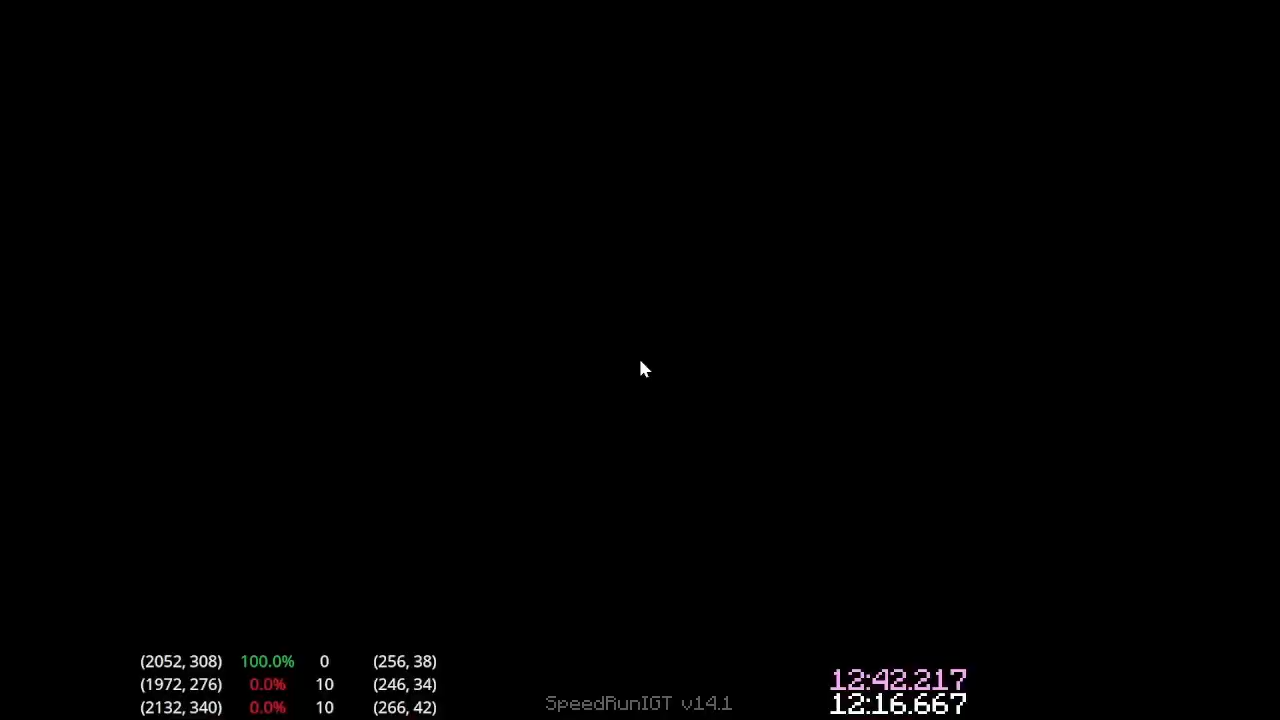 (2052, 308) 100.0% 0 (256, 38)
(1972, 276) 0.0% 10 (246, 34)
(2132, 340) 0.0% 10 (266, 42)
SpeedRunIGT v14.1
12:42.217
12:16.667